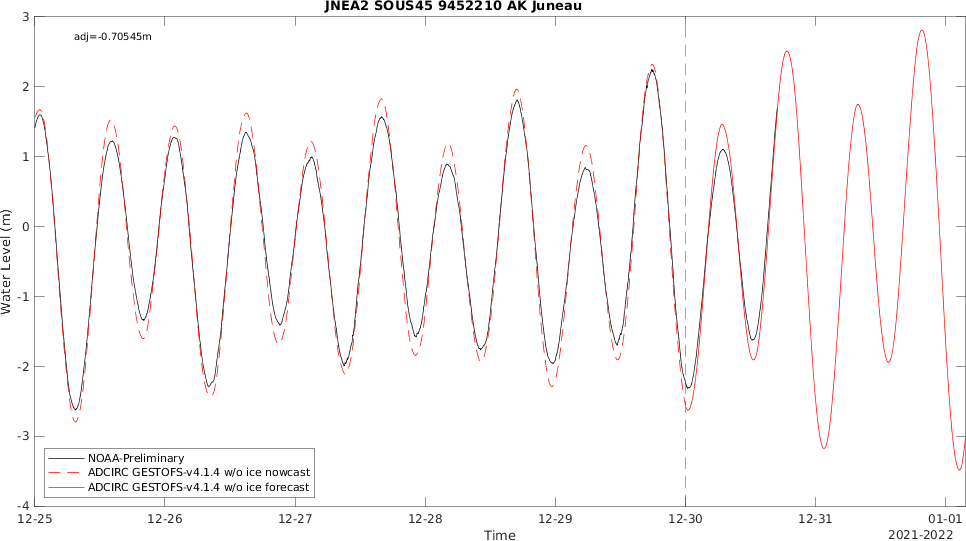 JNEA2 SOUS45 9452210 AK Juneau
adj=-0.70545m
3
2
1
0
-1
-2
-3
-4
Water Level (m)
NOAA-Preliminary
ADCIRC GESTOFS-v4.1.4 w/o ice nowcast
ADCIRC GESTOFS-v4.1.4 w/o ice forecast
12-25 12-26 12-27 12-28 12-29 12-30 12-31 01-01
Time
2021-2022